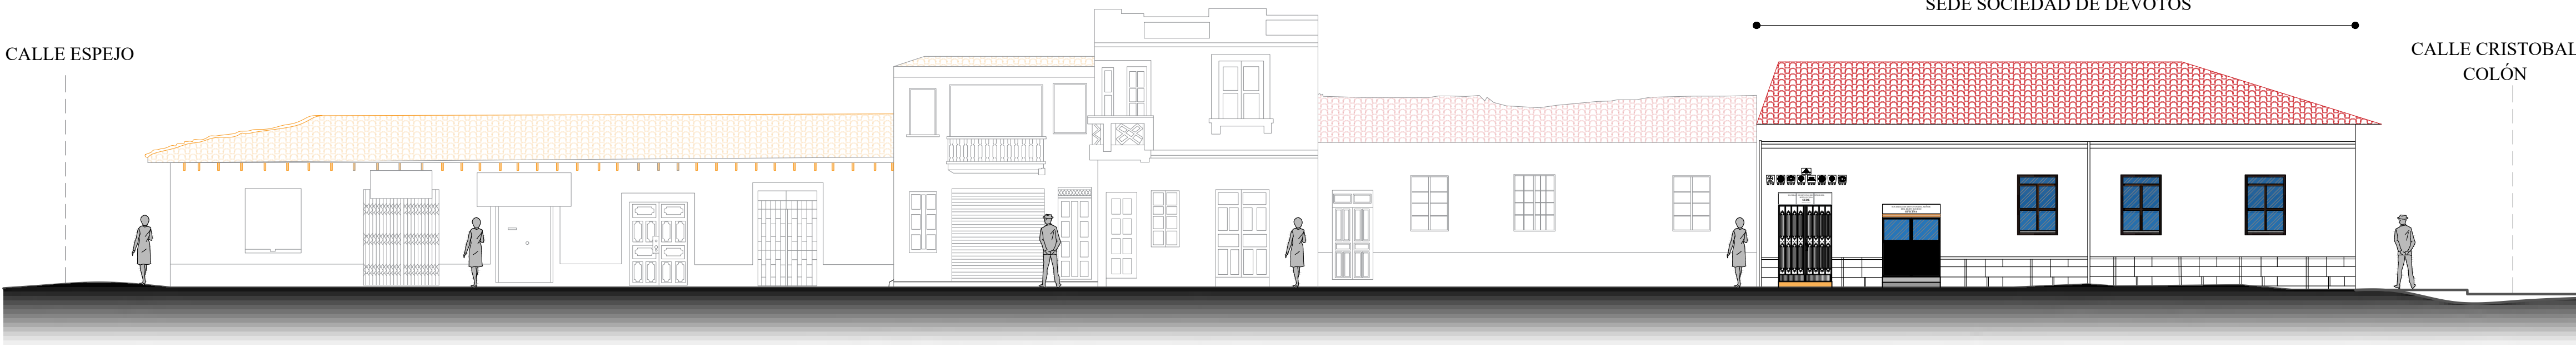 SEDE SOCIEDAD DE DEVOTOS
CALLE ESPEJO
CALLE CRISTOBAL
COLÓN